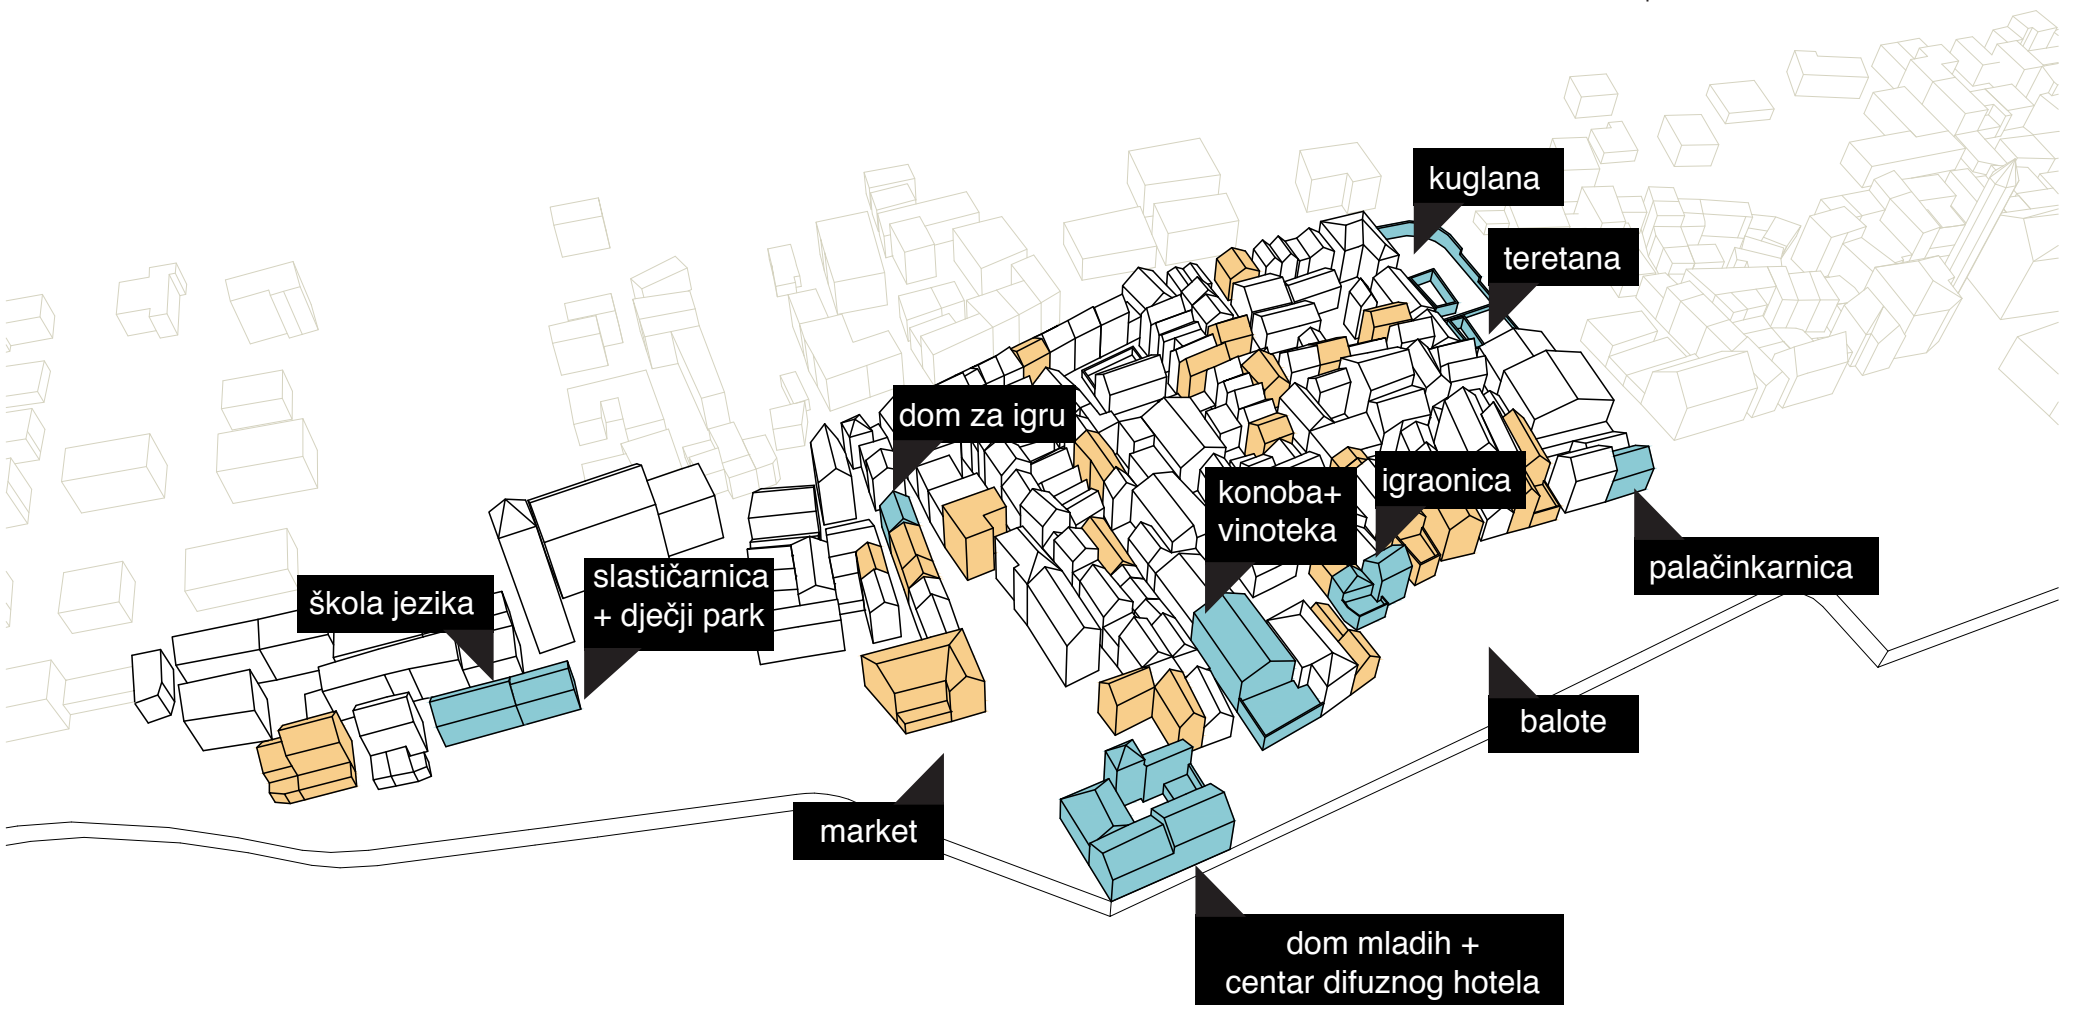 kuglana
teretana
dom za igru
konoba+
vinoteka
igraonica
palačinkarnica
škola jezika
slastičarnica
+ dječji park
balote
market
dom mladih +
centar difuznog hotela